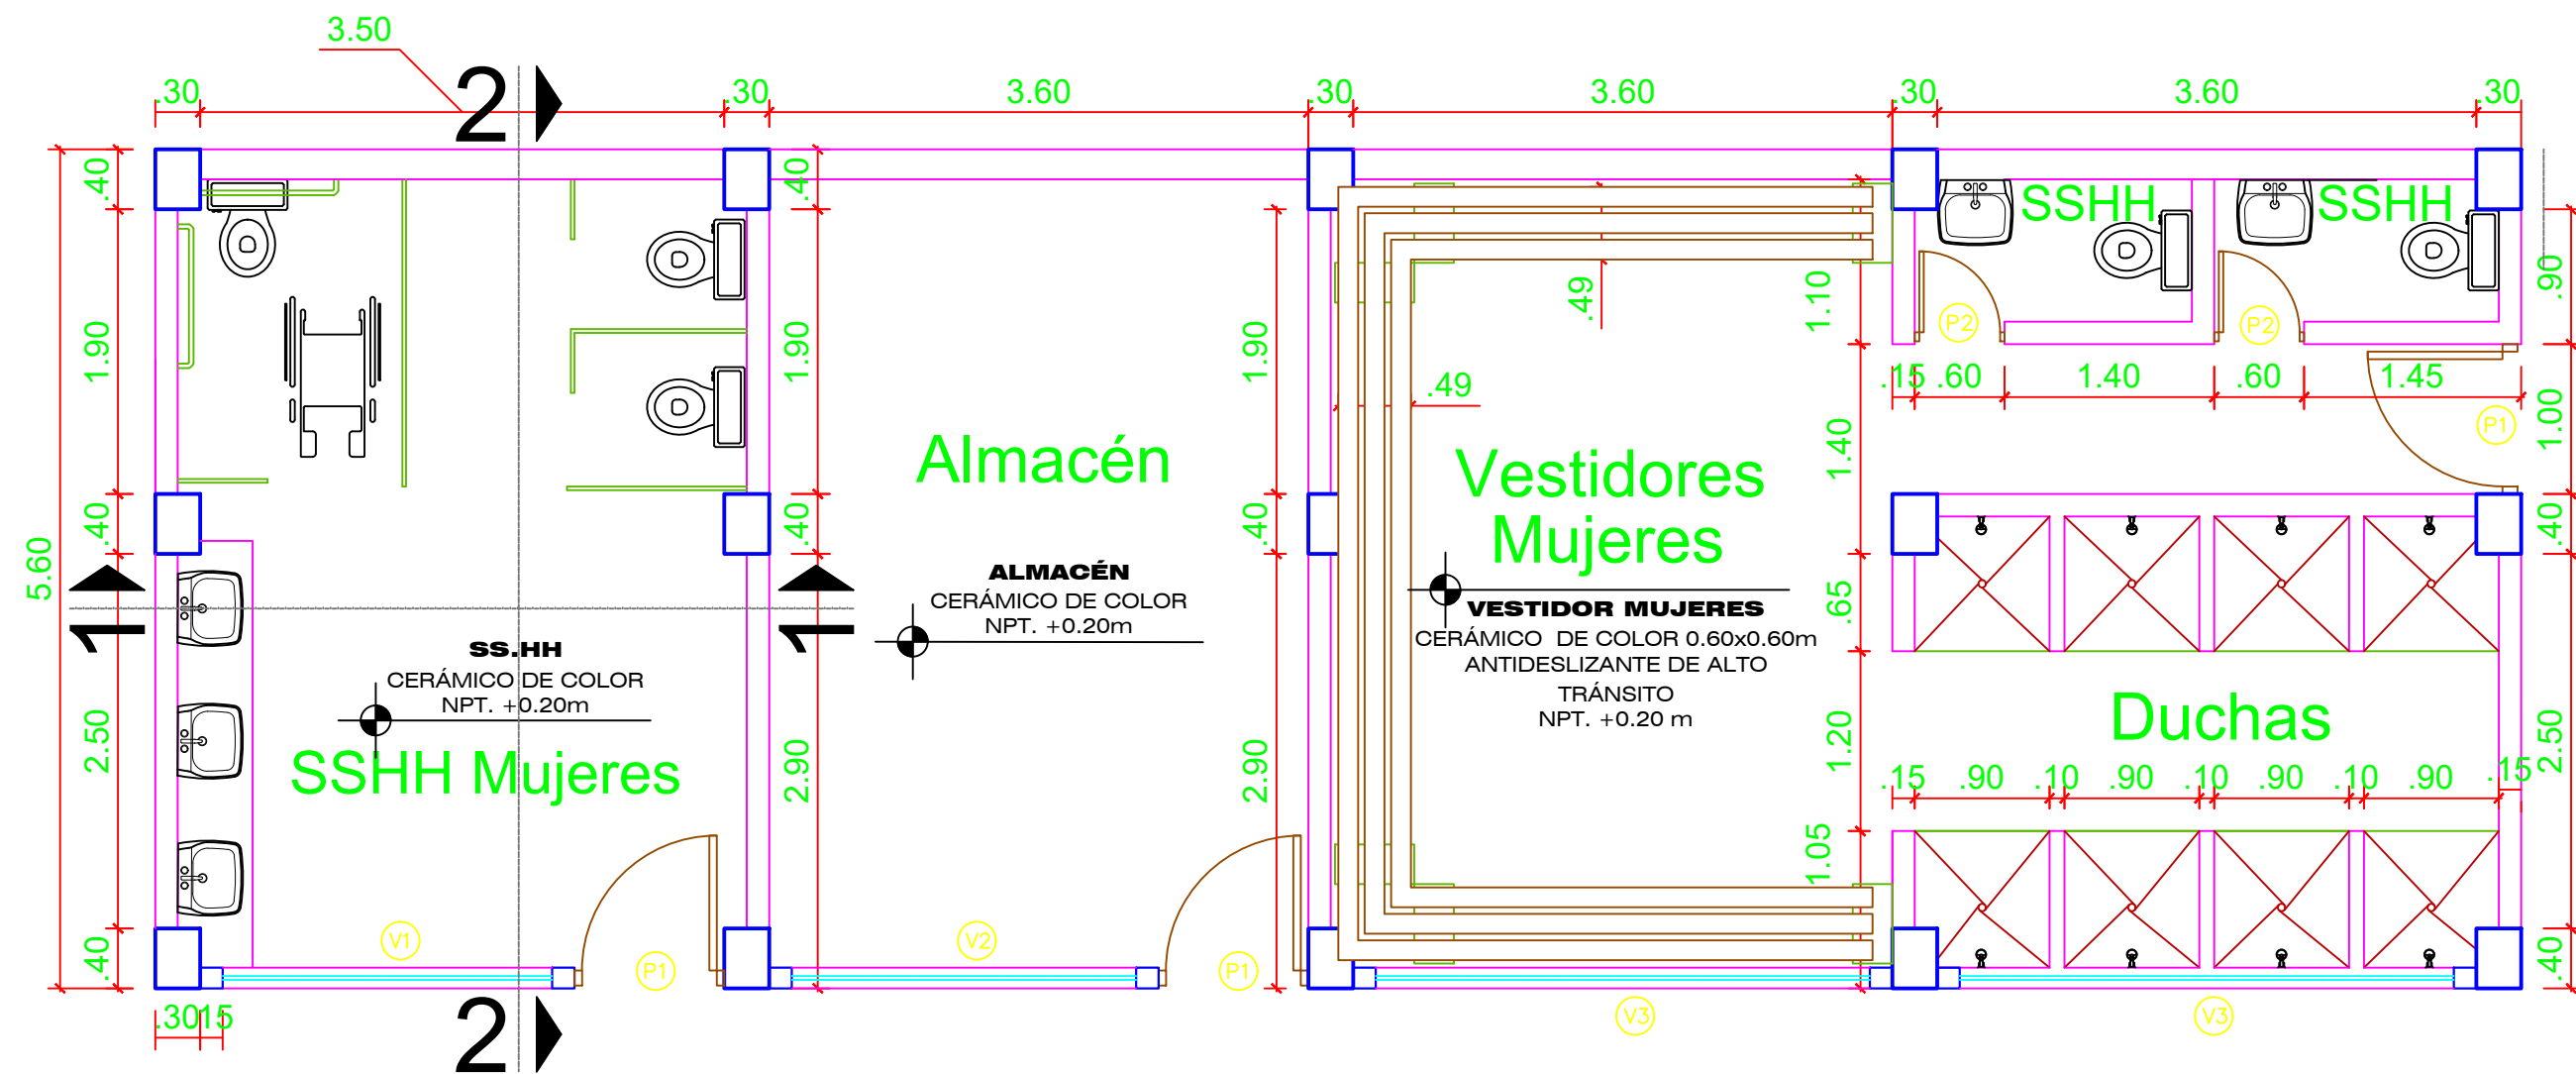 3.50
2
.30
.30
3.60
.30
3.60
.30
3.60
.30
.40
.40
SSHH
SSHH
1.90
1.90
1.90
.49
1.10
P2
P2
.90
.49
.15
.60
1.40
.60
1.45
P1
1.00
1.40
Almacén
Vestidores
Mujeres
.40
.40
.40
.40
5.60
1
1
ALMACÉN
CERÁMICO DE COLOR
NPT. +0.20m
VESTIDOR MUJERES
CERÁMICO DE COLOR 0.60x0.60m
ANTIDESLIZANTE DE ALTO
TRÁNSITO
NPT. +0.20 m
.65
SS.HH
CERÁMICO DE COLOR
NPT. +0.20m
SSHH Mujeres
2.50
2.90
2.90
1.20
Duchas
2.50
.15
.90
.10
.90
.10
.90
.10
.90
.15
1.05
V1
P1
V2
P1
.40
.40
.30
15
2
V3
V3